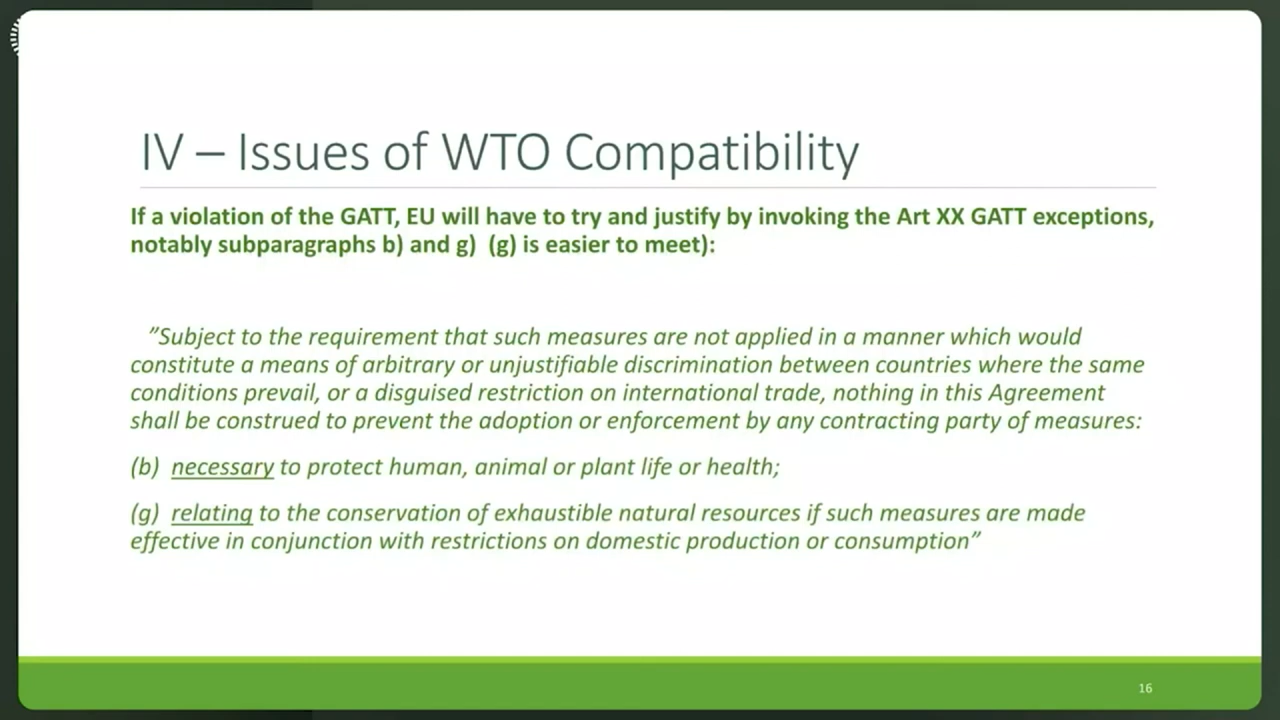 IV – Issues of WTO Compatibility
If a violation of the GATT, EU will have to try and justify by invoking the Art XX GATT exceptions,
notably subparagraphs b) and g)  (g) is easier to meet):
”Subject to the requirement that such measures are not applied in a manner which would
constitute a means of arbitrary or unjustifiable discrimination between countries where the same
conditions prevail, or a disguised restriction on international trade, nothing in this Agreement
shall be construed to prevent the adoption or enforcement by any contracting party of measures:
(b)  necessary to protect human, animal or plant life or health;
(g)  relating to the conservation of exhaustible natural resources if such measures are made
effective in conjunction with restrictions on domestic production or consumption”
16